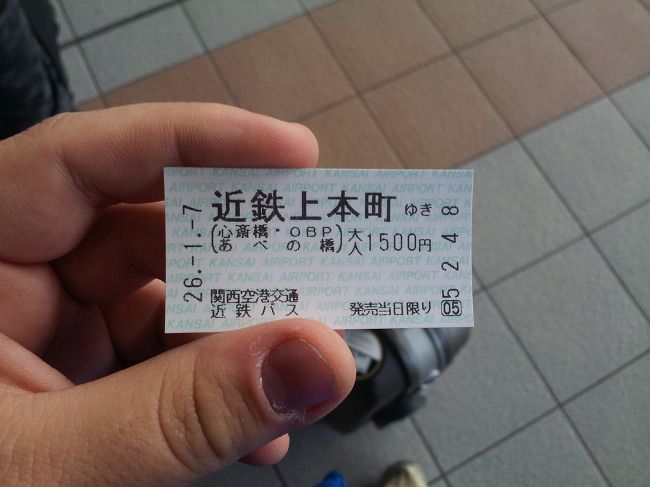 近鉄上本町 ゆき
(心斎橋・OBP あべの橋) 大人1500円
関西空港交通
近鉄バス
発売当日限り
26.-1.-7
05 5248
KANSAI AIRPORT